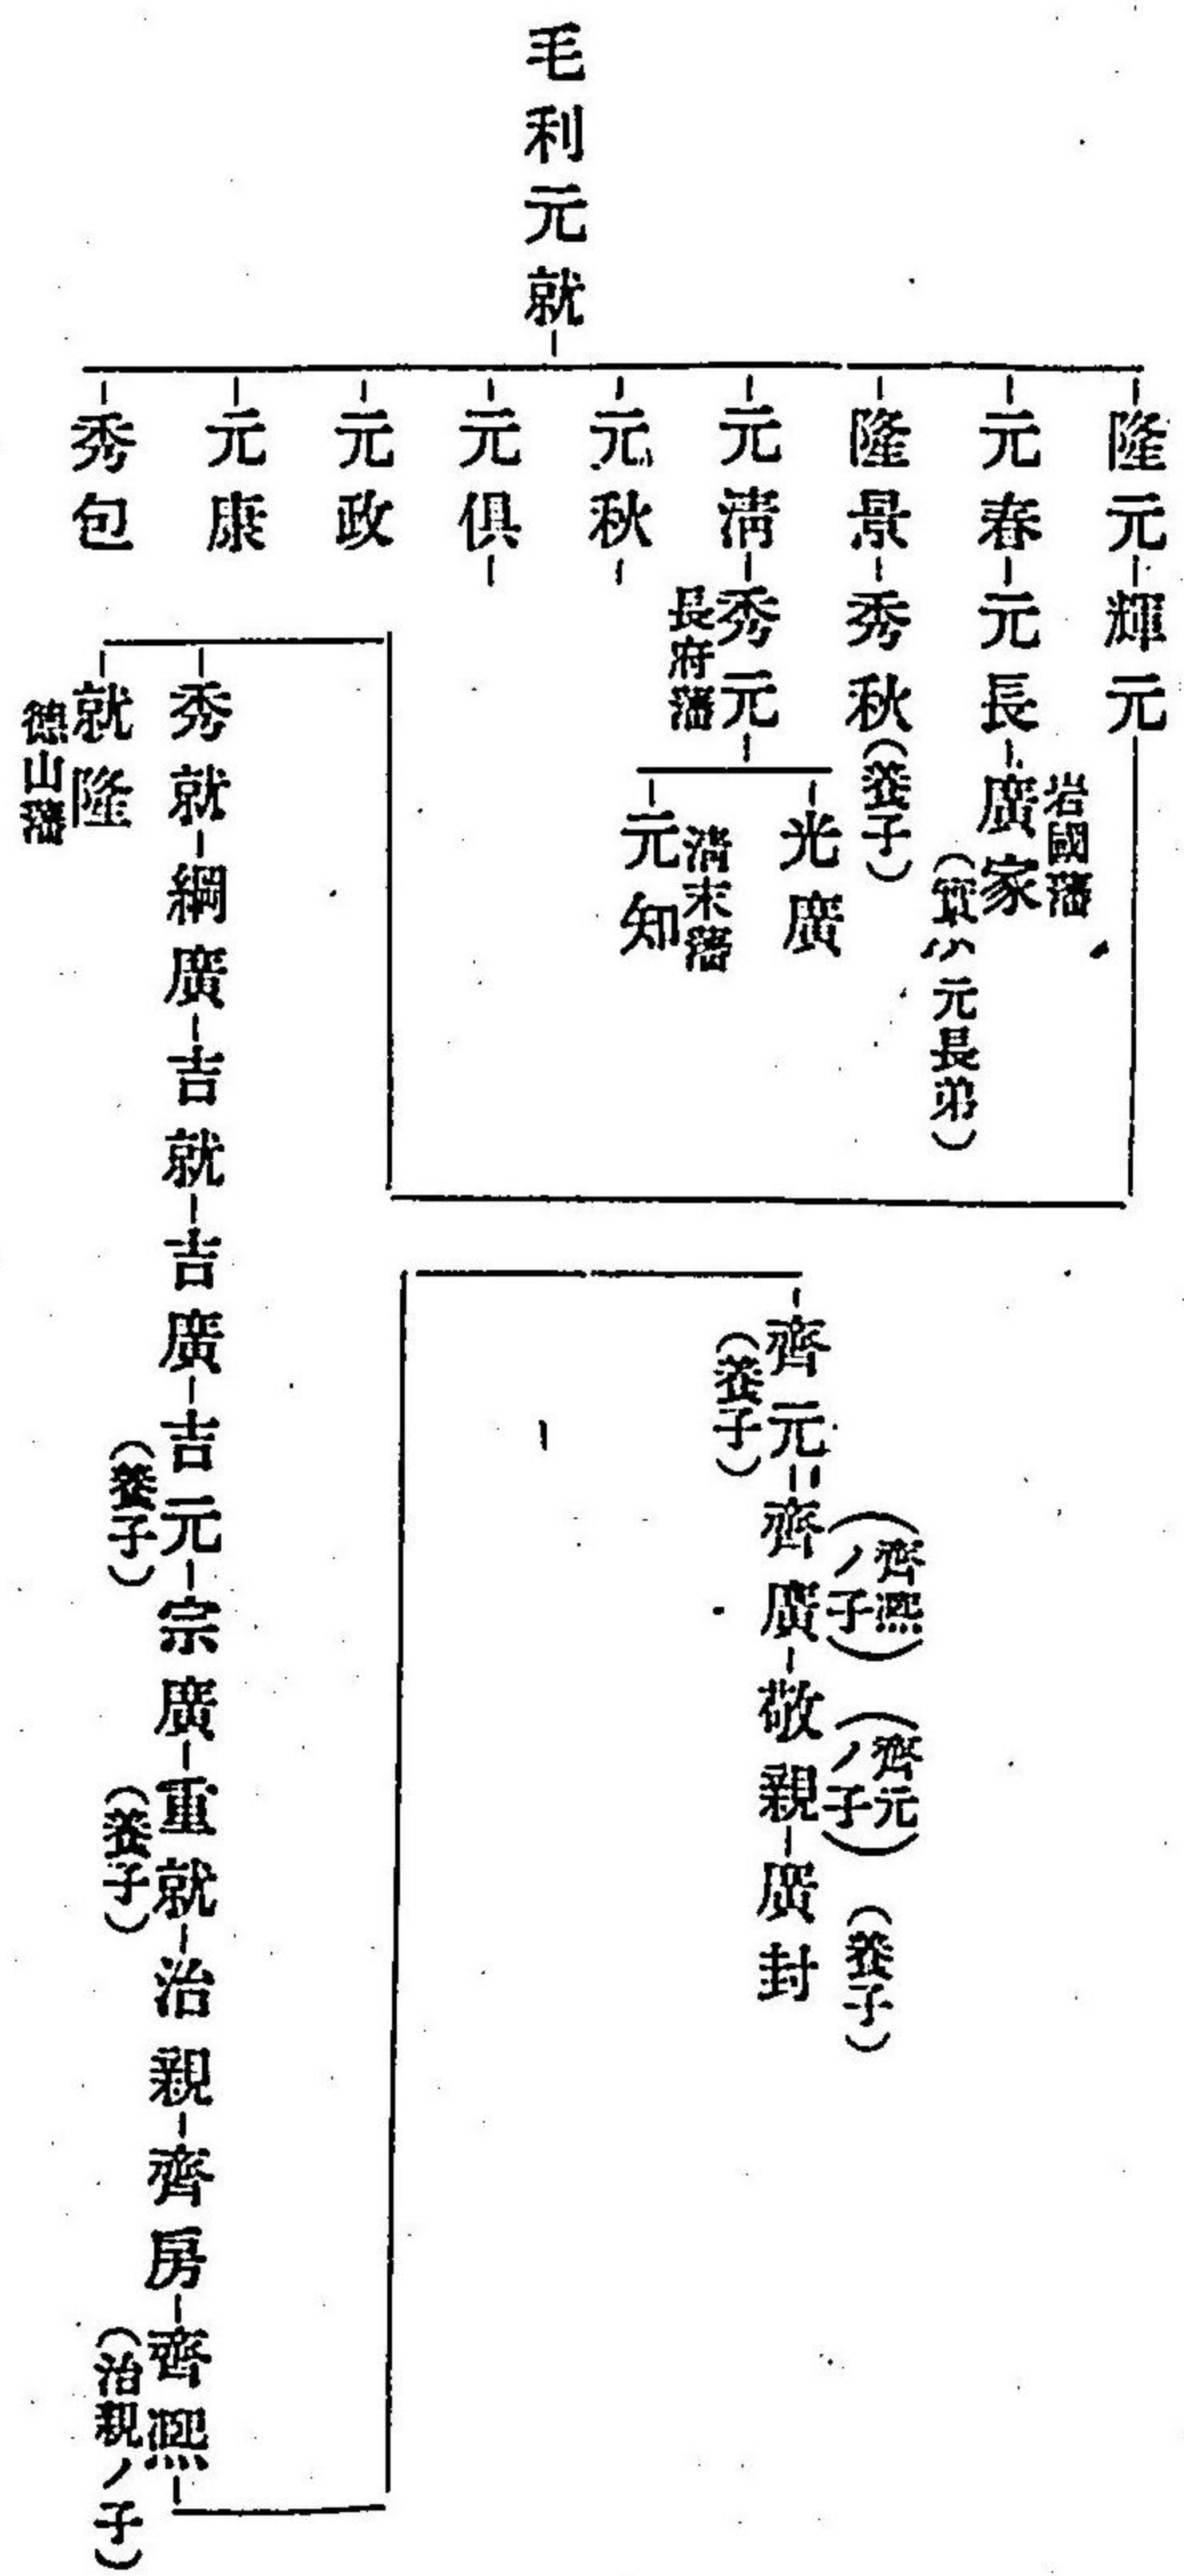 毛利元就
隆元
輝元
元春
元長
廣家
岩國藩
(實ハ元長弟)
隆景
秀秋
(養子)
元淸
秀元
長府藩
光廣
元知
淸末藩
元秋
元俱
元政
元康
秀包
秀就
綱廣
吉就
吉廣
吉元
(養子)
宗廣
重就
(養子)
治親
齊房
齊熙
(治親ノ子)
就隆
德山藩
齊元
(養子)
齊廣
(齊熙ノ子)
敬親
(齊元ノ子)
廣封
(養子)